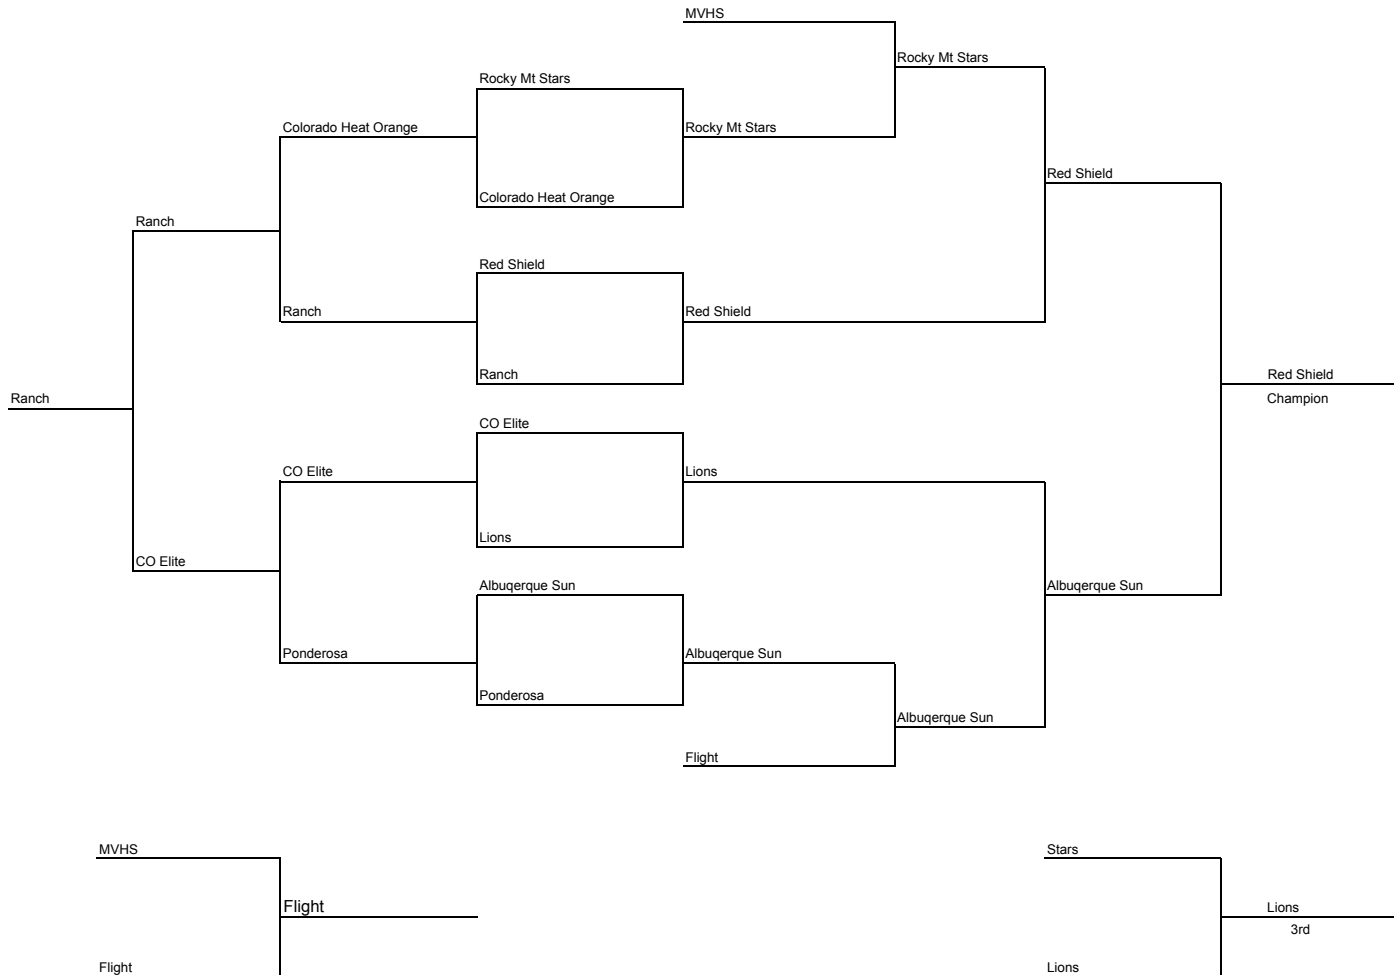 MVHS
Rocky Mt Stars
Rocky Mt Stars
Colorado Heat Orange
Rocky Mt Stars
Red Shield
Colorado Heat Orange
Ranch
Red Shield
Ranch
Red Shield
Ranch
Red Shield
Ranch
Champion
CO Elite
CO Elite
Lions
Lions
CO Elite
Albuqerque Sun
Albuqerque Sun
Ponderosa
Albuqerque Sun
Ponderosa
Albuqerque Sun
Flight
MVHS
Stars
Flight
Lions
3rd
Flight
Lions